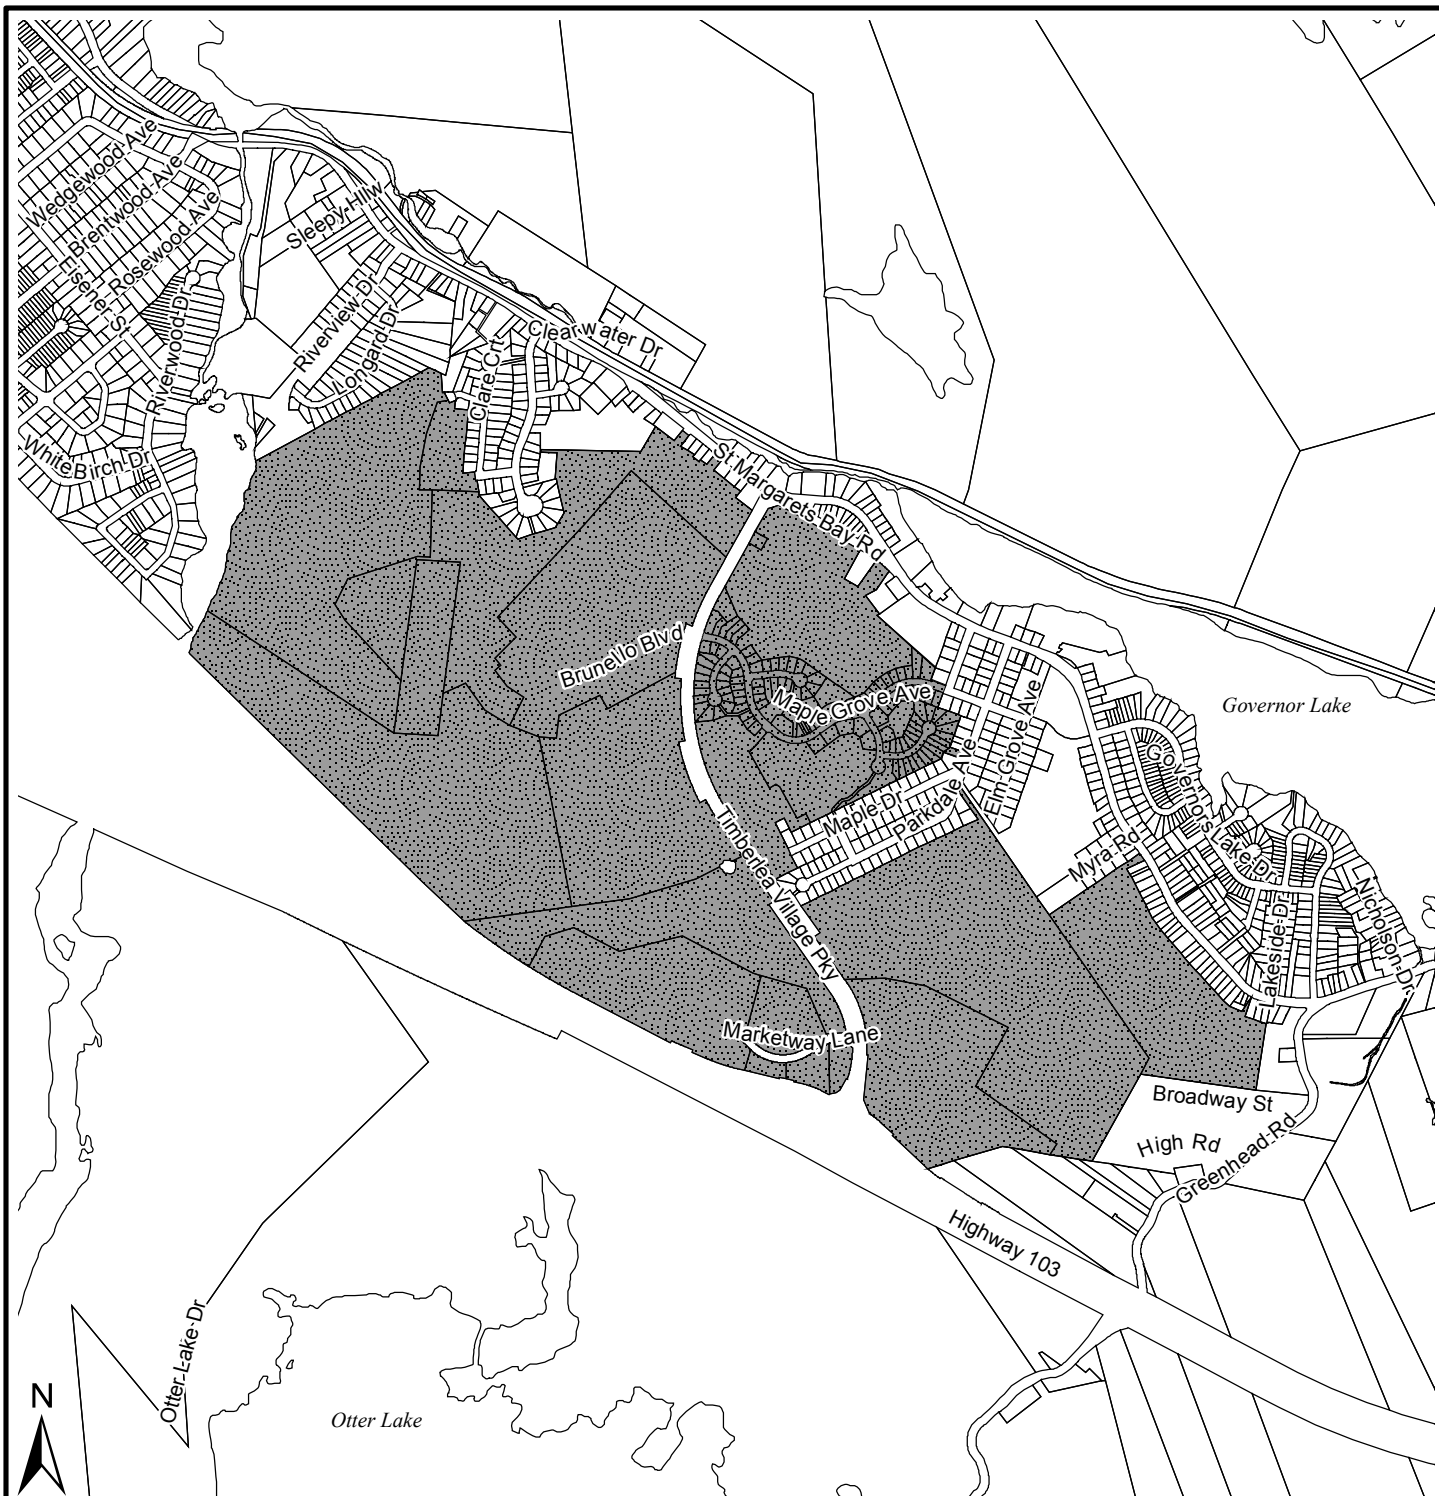 Wedgewood Ave
Brentwood Ave
Rosewood Ave
Eisener St
Sleepy Hllw
Riverwood Dr
Riverview Dr
Longard Dr
Clearwater Dr
Clare Crt
White Birch Dr
St Margarets Bay Rd
Brunello Blvd
Maple Grove Ave
Elm Grove Ave
Governor Lake
Governors Lake Dr
Maple Dr
Parkdale Ave
Myra Rd
Timberlea Village Pky
Nicholson Dr
Lakeside Dr
Marketway Lane
Broadway St
High Rd
Greenhead Rd
Highway 103
Otter Lake Dr
Otter Lake
N